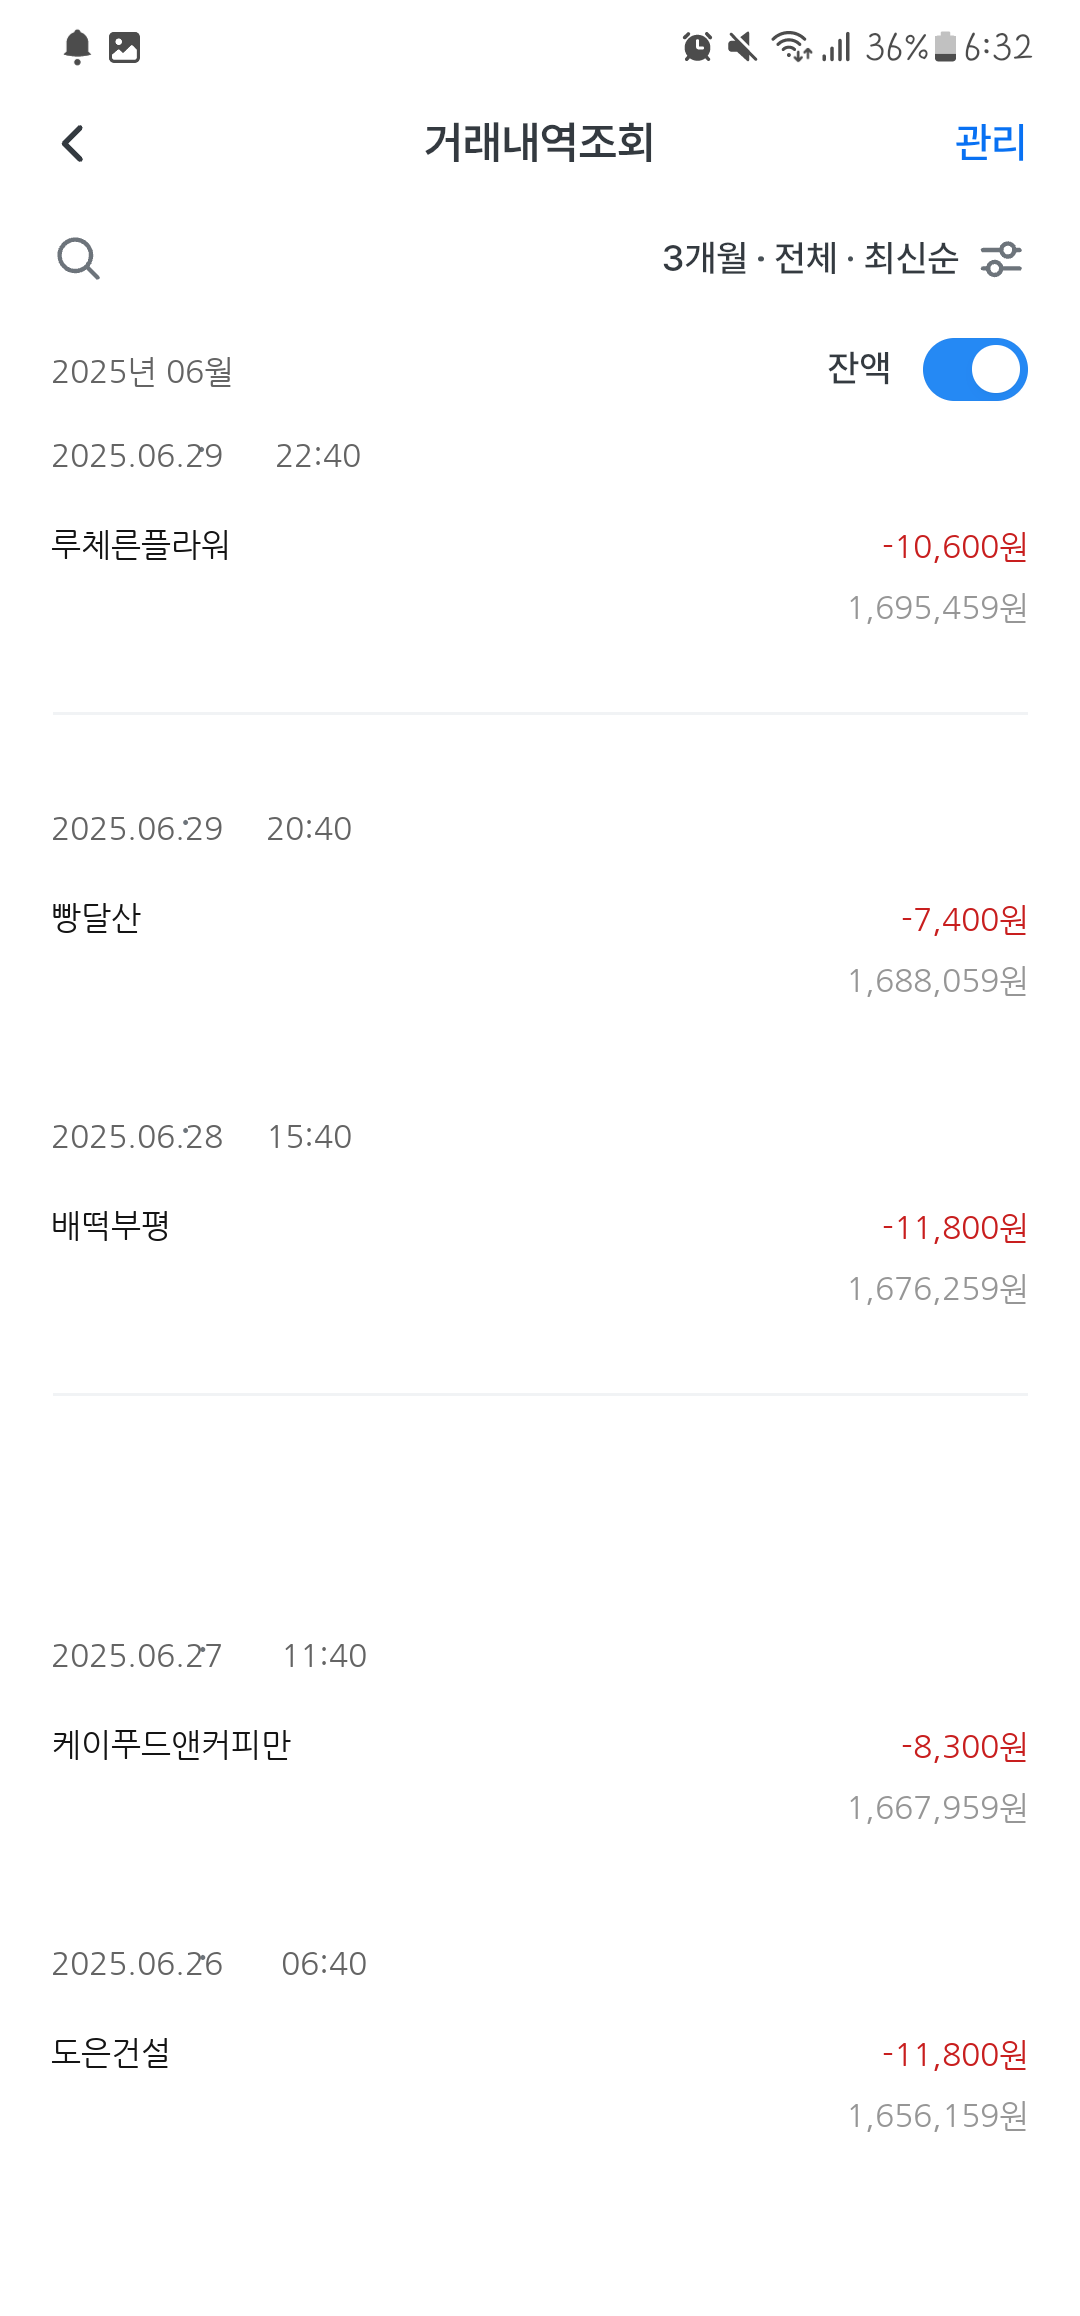 36% 6:32
거래내역조회 관리
3개월 · 전체 · 최신순
2025년 06월 잔액
2025.06.29 22:40
루체른플라워 -10,600원
1,695,459원
2025.06.29 20:40
빵달산 -7,400원
1,688,059원
2025.06.28 15:40
배떡부평 -11,800원
1,676,259원
2025.06.27 11:40
케이푸드앤커피만 -8,300원
1,667,959원
2025.06.26 06:40
도은건설 -11,800원
1,656,159원